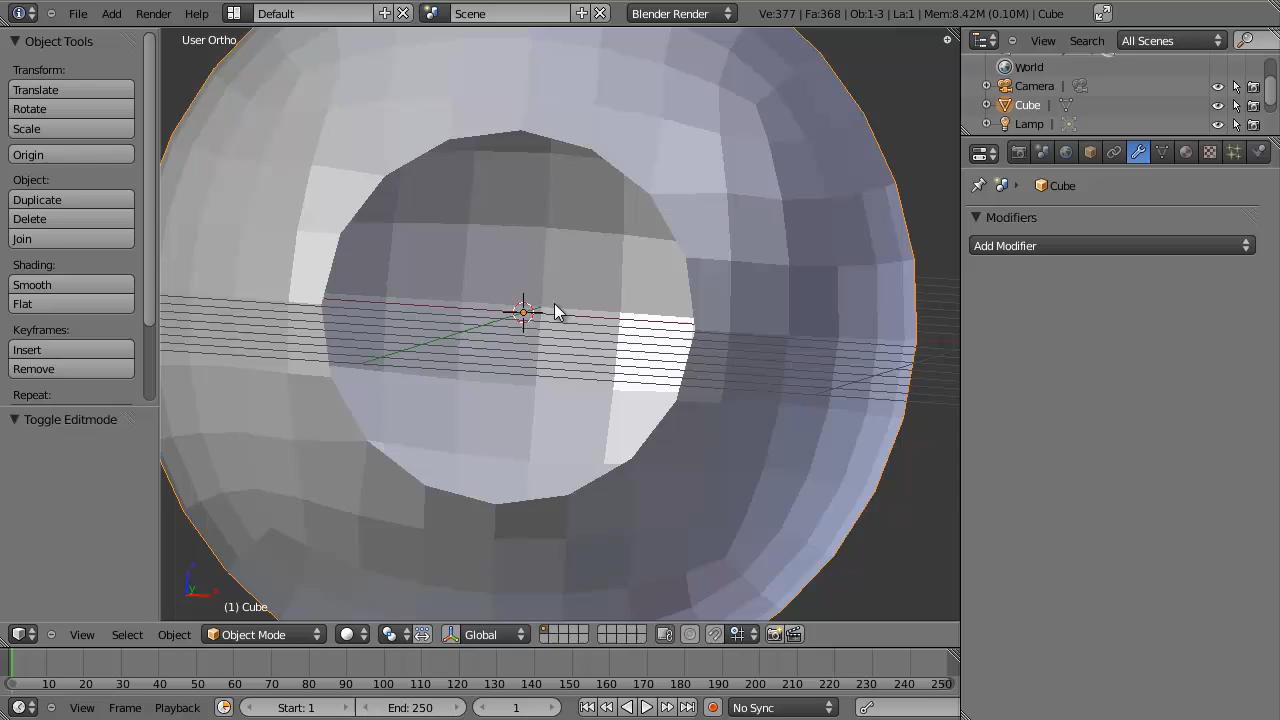 File Add Render Help Default Scene Blender Render Ve:377 | Fa:368 | Ob:1-3 | La:1 | Mem:8.42M (0.10M) | Cube
Object Tools
Transform:
Translate
Rotate
Scale
Origin
Object:
Duplicate
Delete
Join
Shading:
Smooth
Flat
Keyframes:
Insert
Remove
Repeat:
Toggle Editmode
User Ortho
z
y
x
(1) Cube
View Search All Scenes
World
Camera
Cube
Lamp
Cube
Modifiers
Add Modifier
View Select Object Object Mode Global
10 20 30 40 50 60 70 80 90 100 110 120 130 140 150 160 170 180 190 200 210 220 230 240 250
View Frame Playback Start: 1 End: 250 1 No Sync